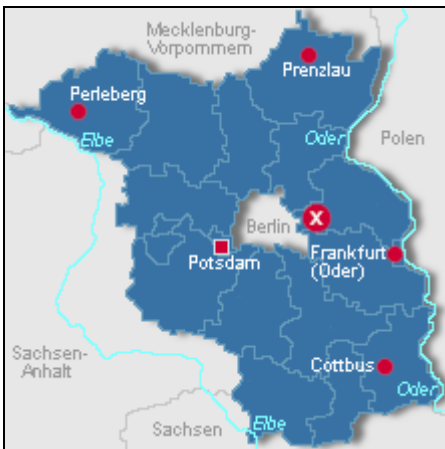 Mecklenburg-
Vorpommern
Prenzlau
Perleberg
Elbe
Oder
Polen
X
Berlin
Potsdam
Frankfurt
(Oder)
Sachsen-
Anhalt
Cottbus
Oder
Elbe
Sachsen